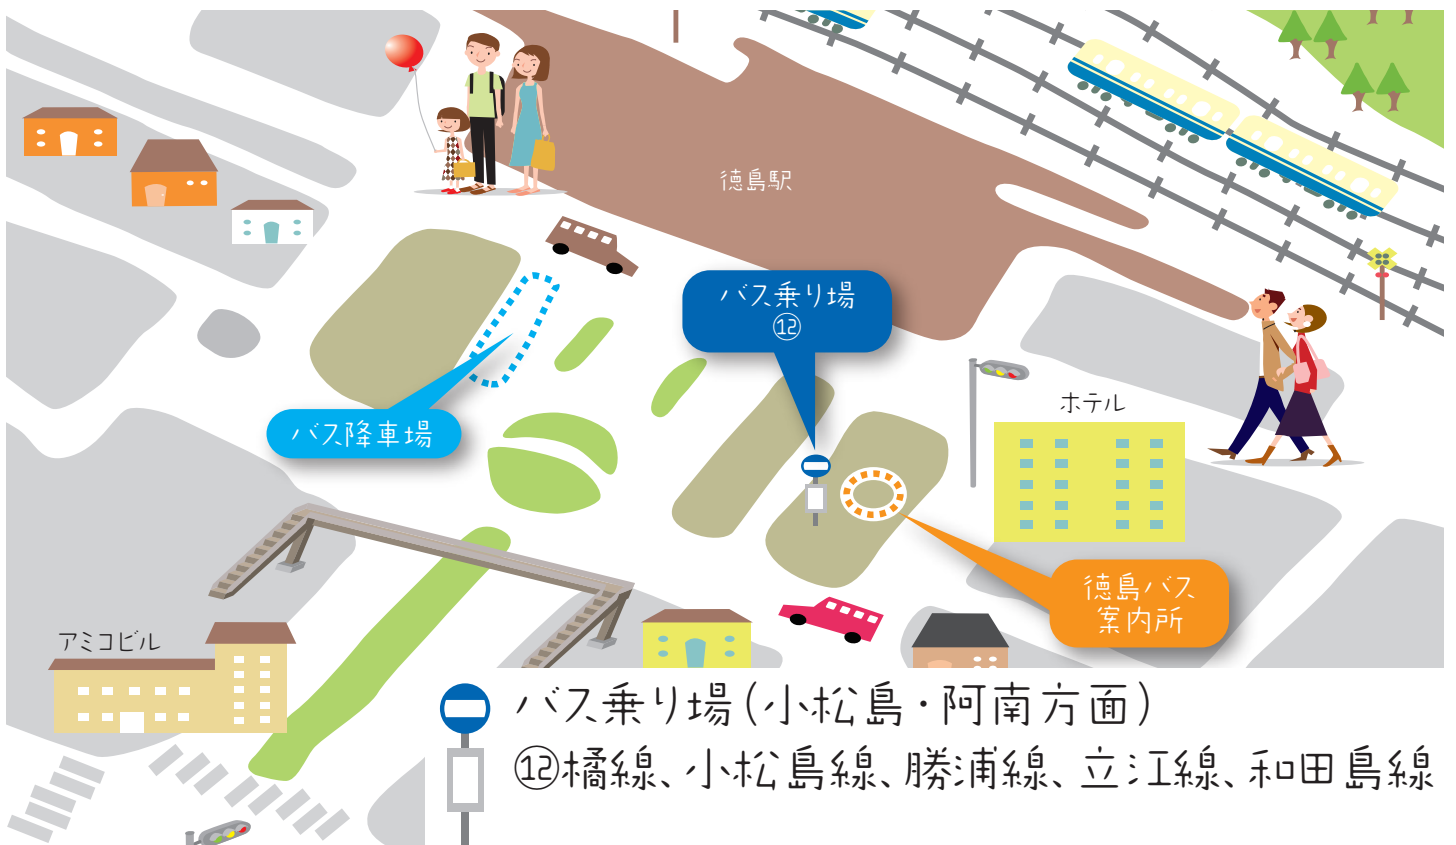 徳島駅
バス乗り場
⑫
バス降車場
ホテル
徳島バス
案内所
アミコビル
バス乗り場(小松島・阿南方面)
⑫橘線、小松島線、勝浦線、立江線、和田島線